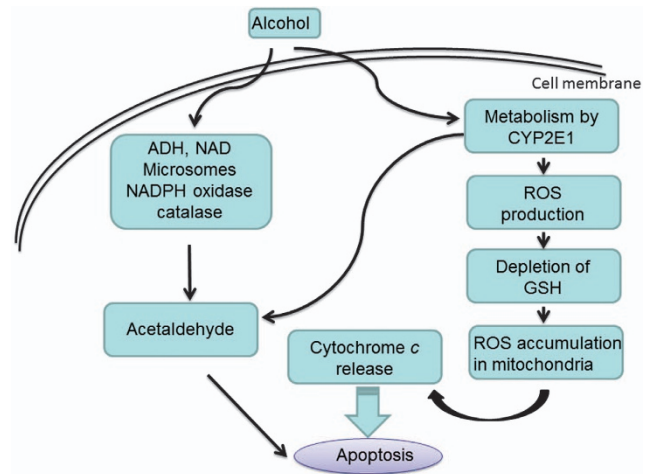 Alcohol
Cell membrane
ADH, NAD
Microsomes
NADPH oxidase
catalase
Metabolism by
CYP2E1
ROS
production
Depletion of
GSH
Acetaldehyde
Cytochrome c
release
ROS accumulation
in mitochondria
Apoptosis